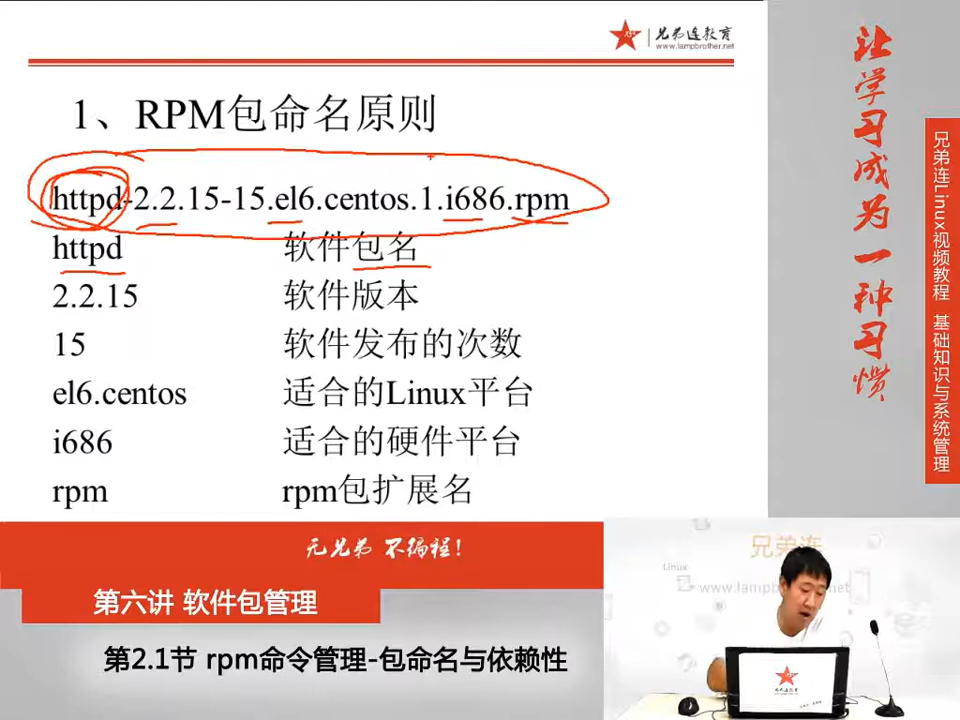 兄弟连教育
www.lampbrother.net
1、RPM包命名原则
httpd-2.2.15-15.el6.centos.1.i686.rpm
httpd 软件包名
2.2.15 软件版本
15 软件发布的次数
el6.centos 适合的Linux平台
i686 适合的硬件平台
rpm rpm包扩展名
让学习成为一种习惯
兄弟连Linux视频教程 基础知识与系统管理
无兄弟 不编程!
第六讲 软件包管理
第2.1节 rpm命令管理-包命名与依赖性
兄弟连
Linux
www.lampbrother.net